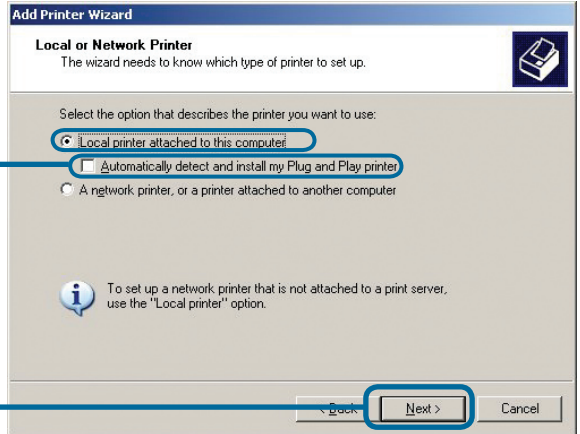 Add Printer Wizard
Local or Network Printer
The wizard needs to know which type of printer to set up.
Select the option that describes the printer you want to use:
Local printer attached to this computer
Automatically detect and install my Plug and Play printer
A network printer, or a printer attached to another computer
To set up a network printer that is not attached to a print server,
use the "Local printer" option.
< Back Next > Cancel